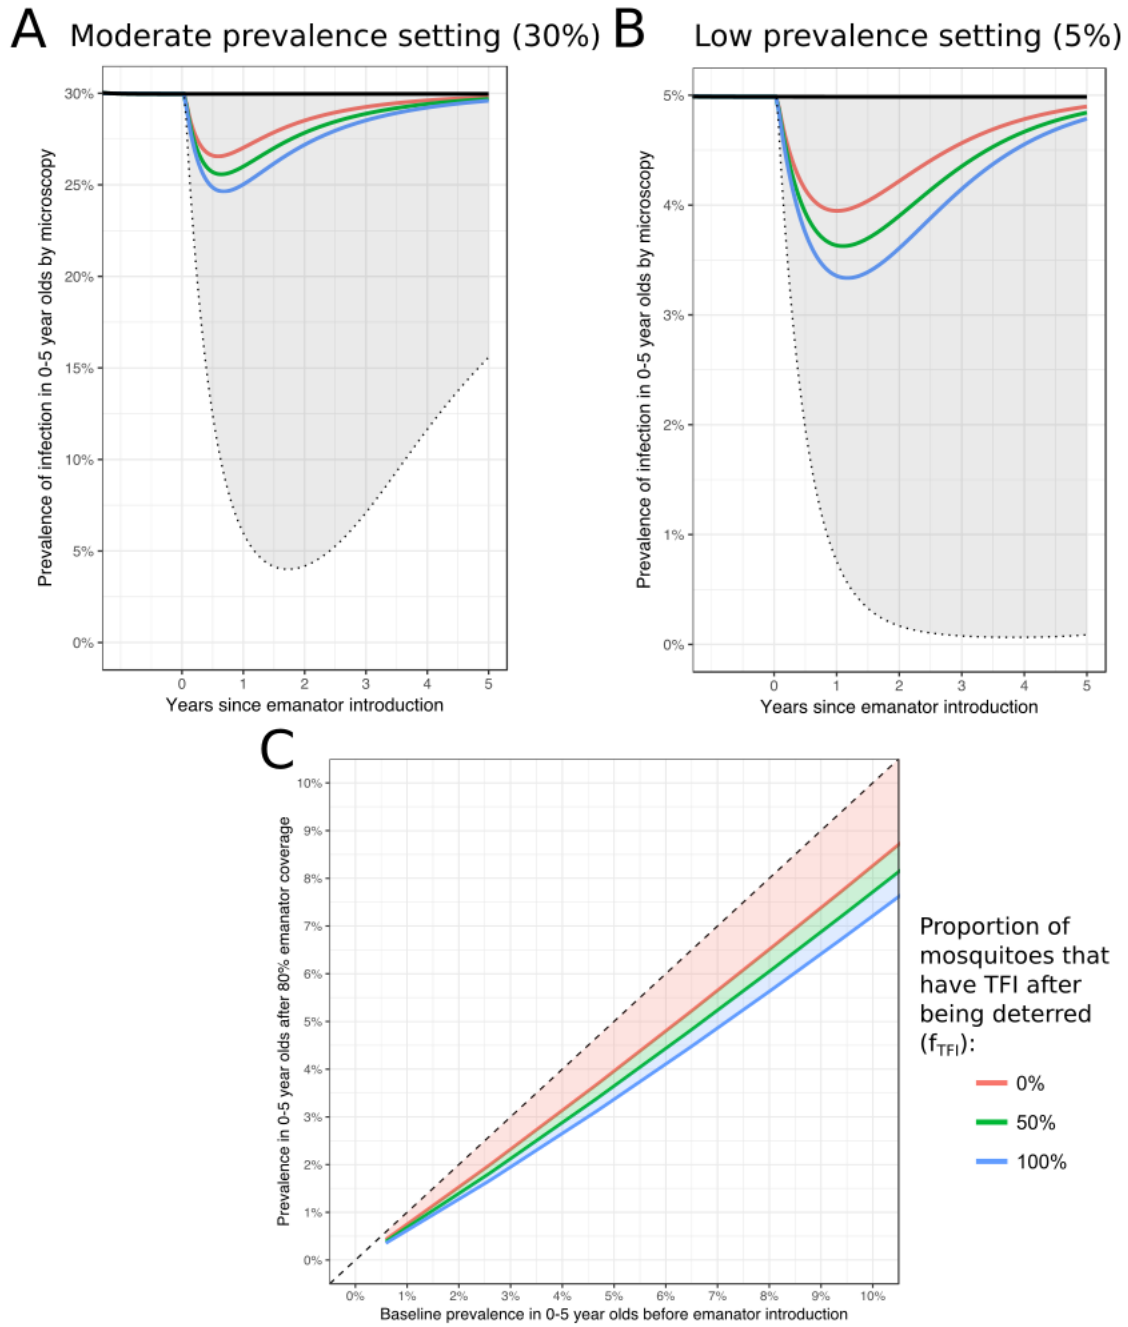 A Moderate prevalence setting (30%)
30%
25%
20%
15%
10%
5%
0%
Prevalence of infection in 0-5 year olds by microscopy
0 1 2 3 4 5
Years since emanator introduction
B Low prevalence setting (5%)
5%
4%
3%
2%
1%
0%
Prevalence of infection in 0-5 year olds by microscopy
0 1 2 3 4 5
Years since emanator introduction
C
10%
9%
8%
7%
6%
5%
4%
3%
2%
1%
0%
Prevalence in 0-5 year olds after 80% emanator coverage
0% 1% 2% 3% 4% 5% 6% 7% 8% 9% 10%
Baseline prevalence in 0-5 year olds before emanator introduction
Proportion of
mosquitoes that
have TFI after
being deterred
(fTFI):
0%
50%
100%